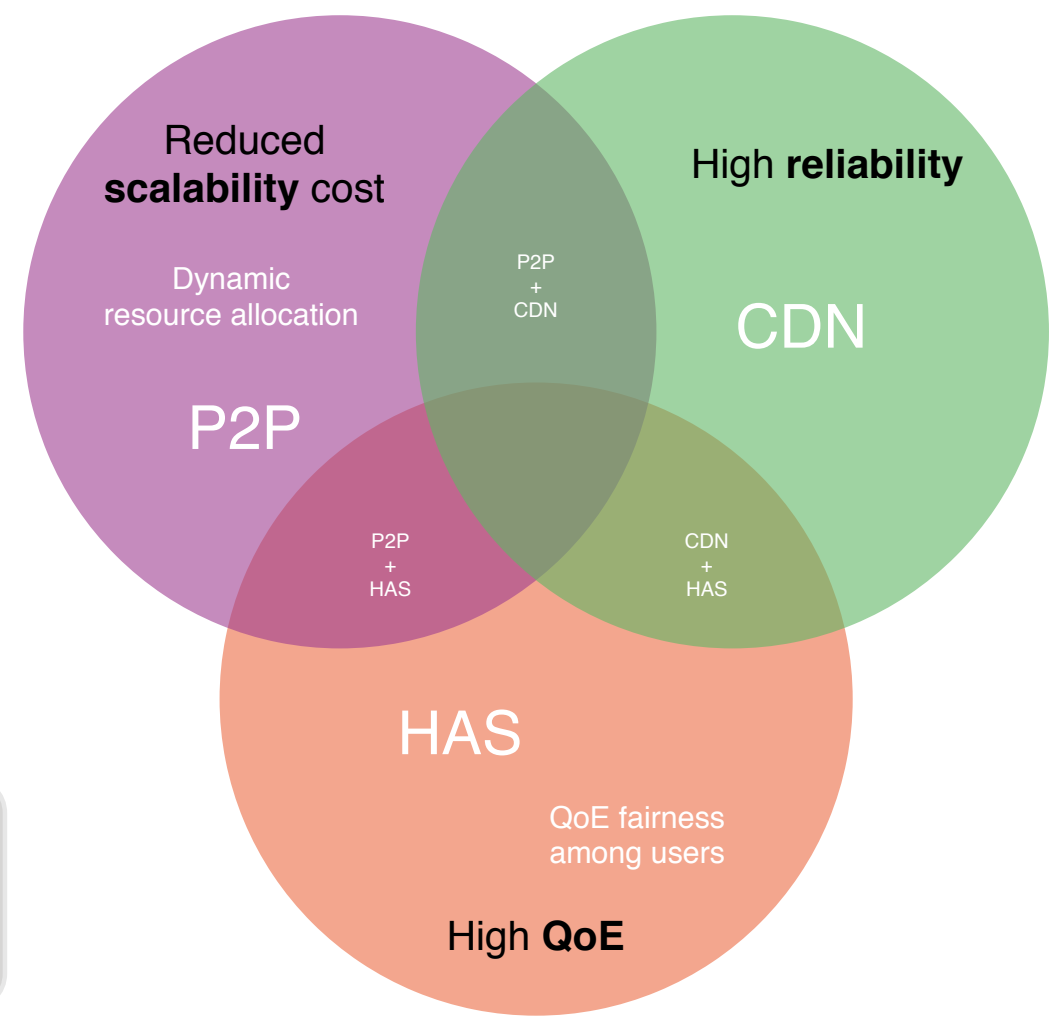 Reduced
scalability cost
High reliability
Dynamic
resource allocation
P2P
+
CDN
CDN
P2P
P2P
+
HAS
CDN
+
HAS
HAS
QoE fairness
among users
High QoE